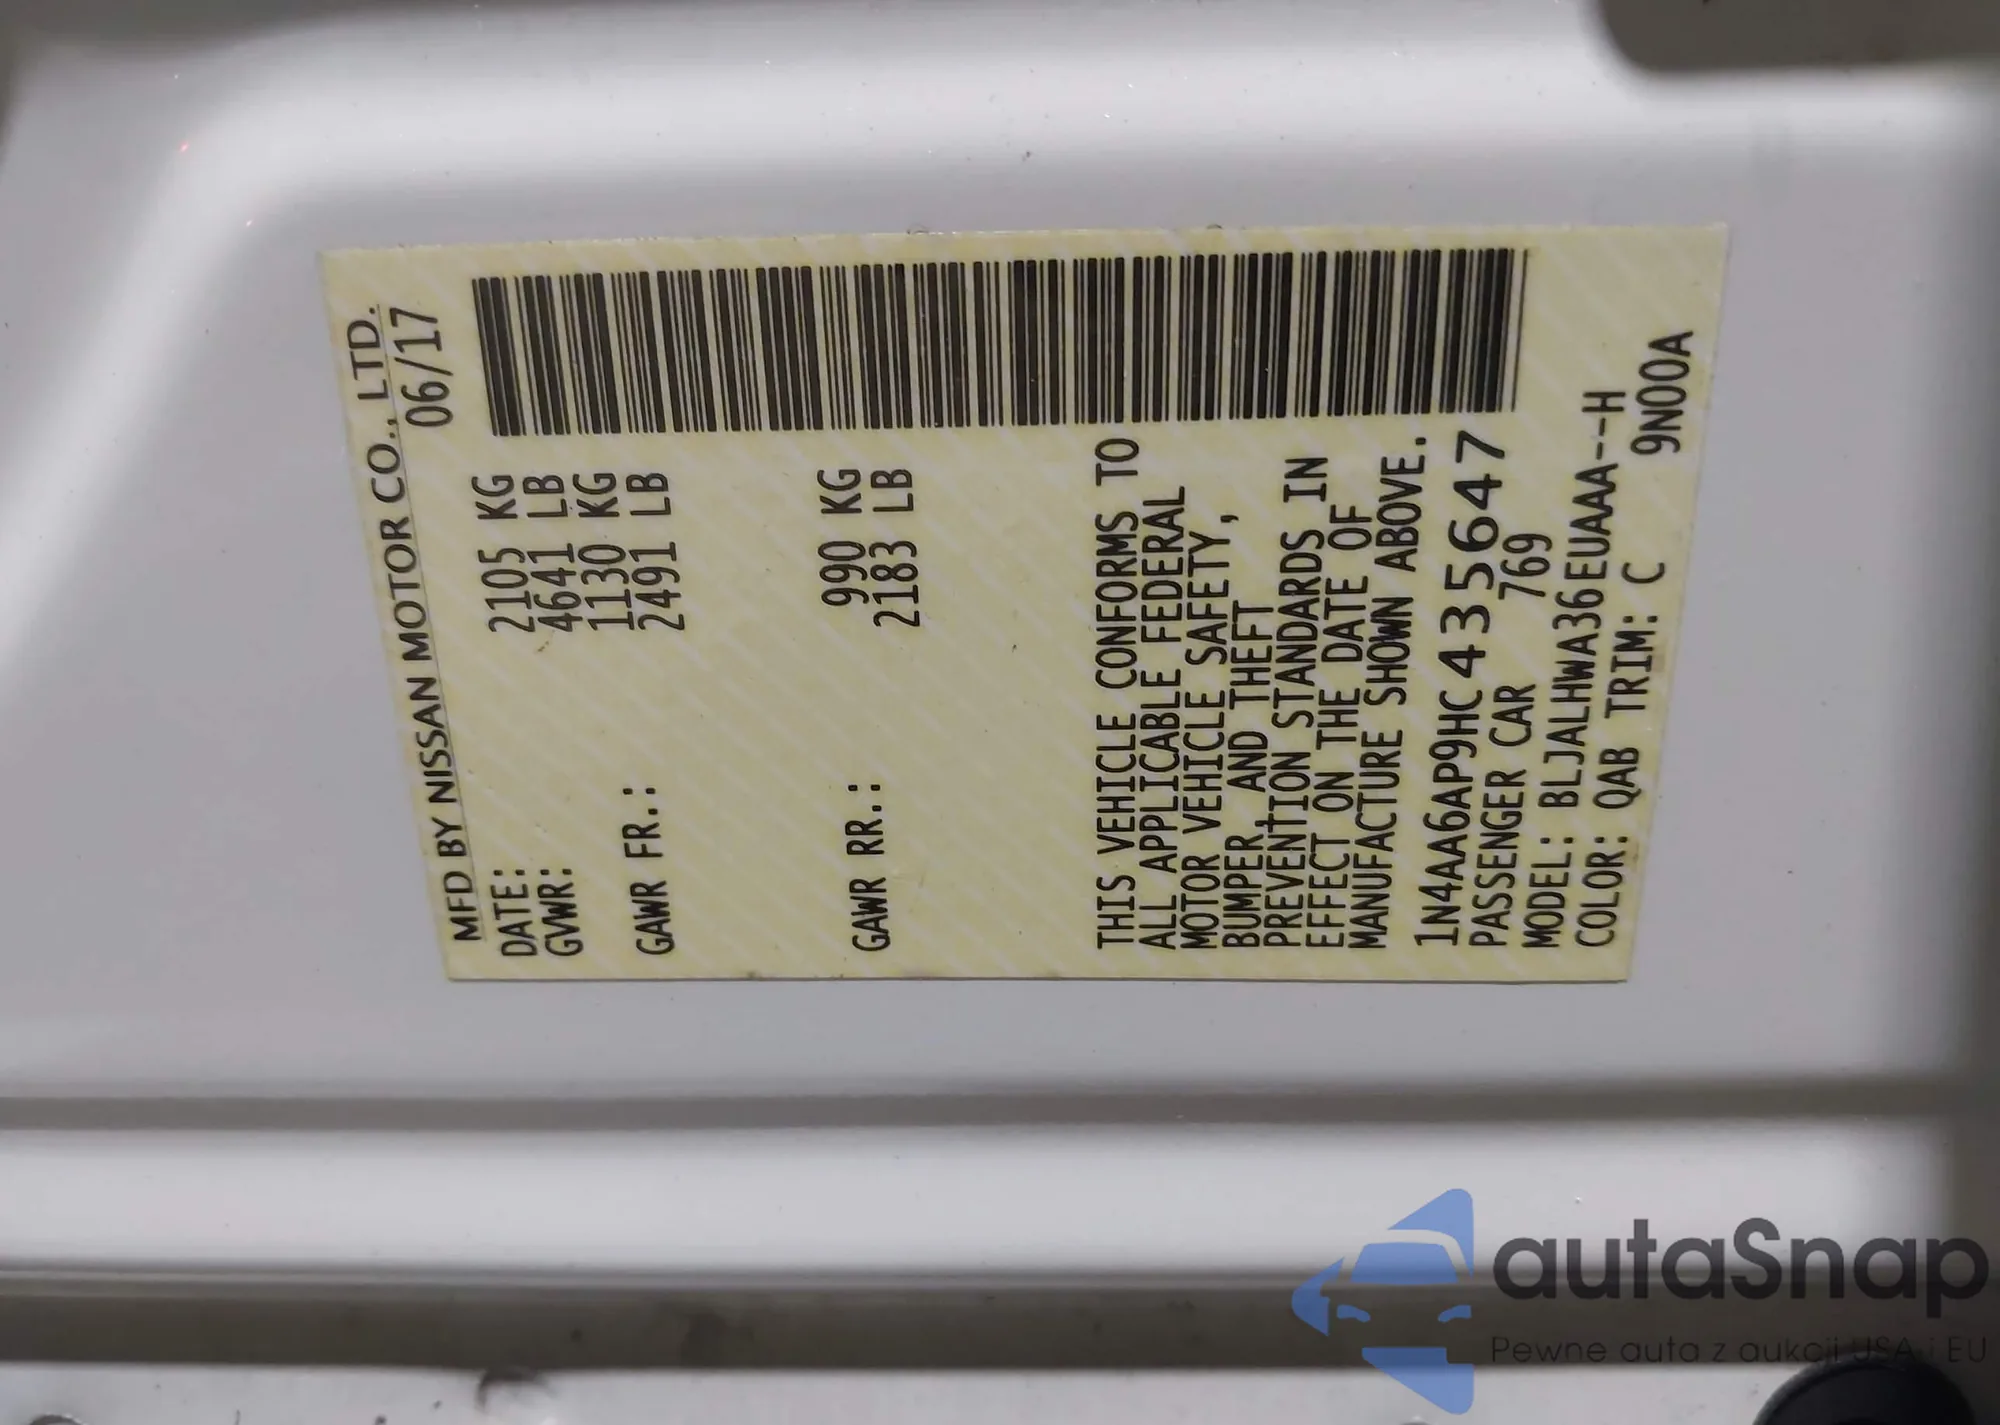 MFD BY NISSAN MOTOR CO., LTD.
DATE: 06/17
GVWR: 2105 KG
4641 LB
1130 KG
GAWR FR.: 2491 LB
990 KG
GAWR RR.: 2183 LB
THIS VEHICLE CONFORMS TO
ALL APPLICABLE FEDERAL
MOTOR VEHICLE SAFETY,
BUMPER, AND THEFT
PREVENTION STANDARDS IN
EFFECT ON THE DATE OF
MANUFACTURE SHOWN ABOVE.
1N4AA6AP9HC435647
PASSENGER CAR 769
MODEL: BLJALHWA36EUAAA--H
COLOR: QAB TRIM: C 9N00A
autaSnap
Pewne auta z aukcji USA i EU